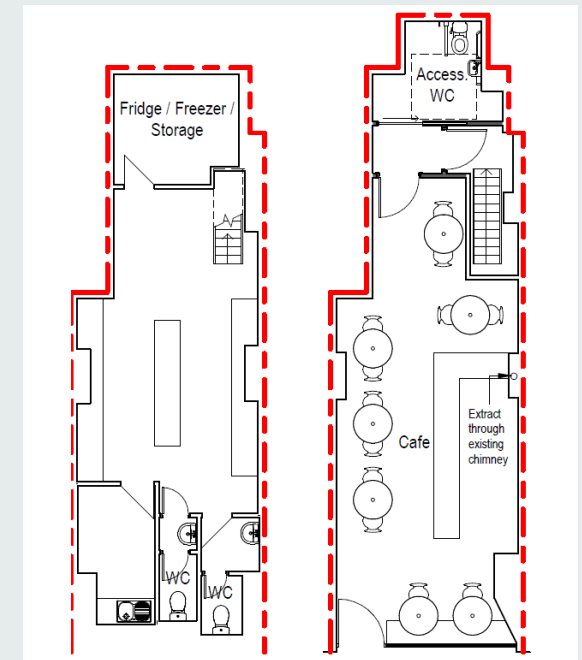 Fridge / Freezer /
Storage
WC
WC
Access.
WC
Cafe
Extract
through
existing
chimney